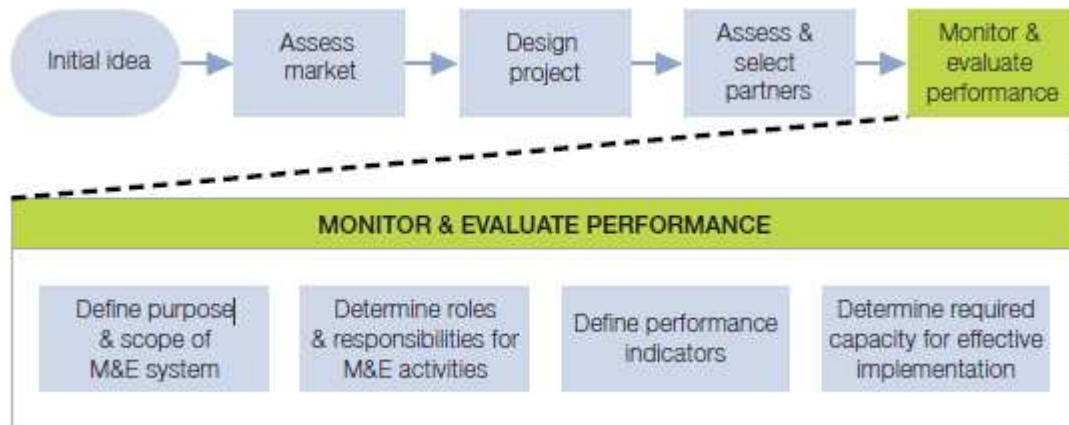 Initial idea
Assess
market
Design
project
Assess &
select
partners
Monitor &
evaluate
performance
MONITOR & EVALUATE PERFORMANCE
Define purpose
& scope of
M&E system
Determine roles
& responsibilities for
M&E activities
Define performance
indicators
Determine required
capacity for effective
implementation